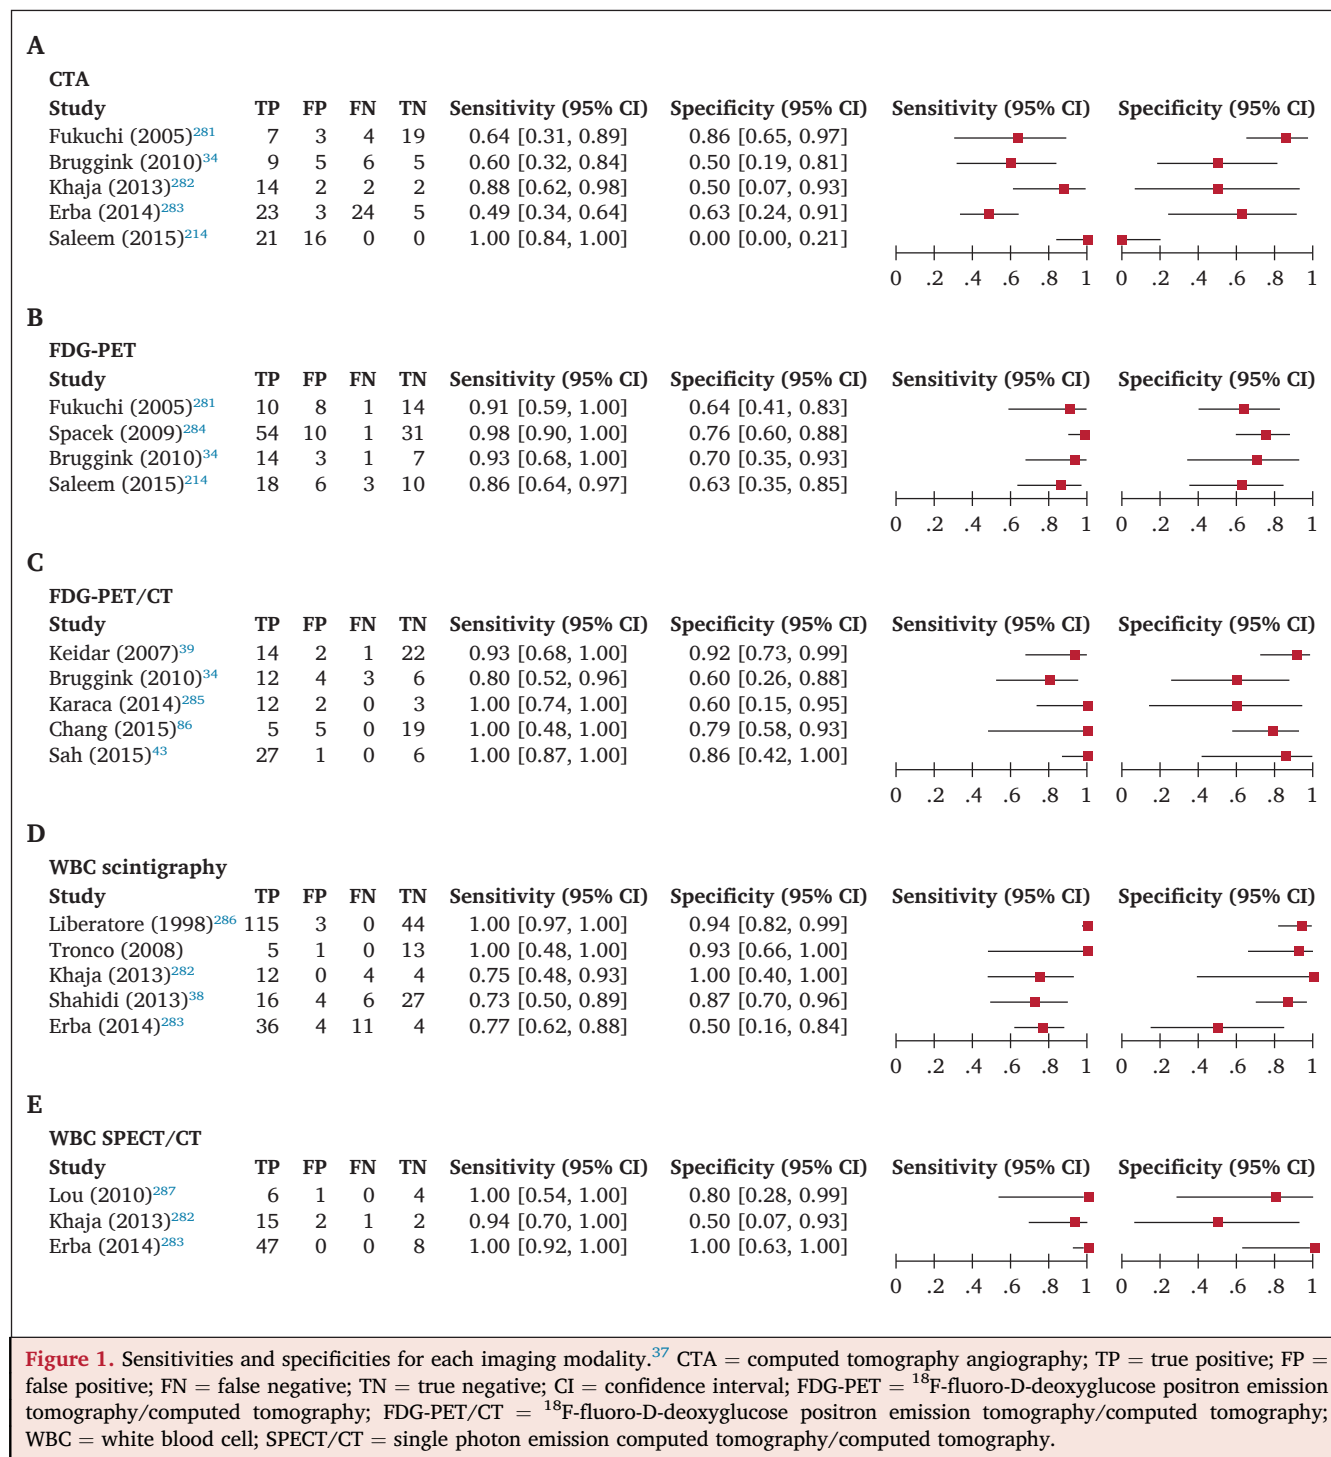 A
CTA
Study TP FP FN TN Sensitivity (95% CI) Specificity (95% CI) Sensitivity (95% CI) Specificity (95% CI)
Fukuchi (2005)281 7 3 4 19 0.64 [0.31, 0.89] 0.86 [0.65, 0.97]
Bruggink (2010)34 9 5 6 5 0.60 [0.32, 0.84] 0.50 [0.19, 0.81]
Khaja (2013)282 14 2 2 2 0.88 [0.62, 0.98] 0.50 [0.07, 0.93]
Erba (2014)283 23 3 24 5 0.49 [0.34, 0.64] 0.63 [0.24, 0.91]
Saleem (2015)214 21 16 0 0 1.00 [0.84, 1.00] 0.00 [0.00, 0.21]
0 .2 .4 .6 .8 1 0 .2 .4 .6 .8 1
B
FDG-PET
Study TP FP FN TN Sensitivity (95% CI) Specificity (95% CI) Sensitivity (95% CI) Specificity (95% CI)
Fukuchi (2005)281 10 8 1 14 0.91 [0.59, 1.00] 0.64 [0.41, 0.83]
Spacek (2009)284 54 10 1 31 0.98 [0.90, 1.00] 0.76 [0.60, 0.88]
Bruggink (2010)34 14 3 1 7 0.93 [0.68, 1.00] 0.70 [0.35, 0.93]
Saleem (2015)214 18 6 3 10 0.86 [0.64, 0.97] 0.63 [0.35, 0.85]
0 .2 .4 .6 .8 1 0 .2 .4 .6 .8 1
C
FDG-PET/CT
Study TP FP FN TN Sensitivity (95% CI) Specificity (95% CI) Sensitivity (95% CI) Specificity (95% CI)
Keidar (2007)39 14 2 1 22 0.93 [0.68, 1.00] 0.92 [0.73, 0.99]
Bruggink (2010)34 12 4 3 6 0.80 [0.52, 0.96] 0.60 [0.26, 0.88]
Karaca (2014)285 12 2 0 3 1.00 [0.74, 1.00] 0.60 [0.15, 0.95]
Chang (2015)86 5 5 0 19 1.00 [0.48, 1.00] 0.79 [0.58, 0.93]
Sah (2015)43 27 1 0 6 1.00 [0.87, 1.00] 0.86 [0.42, 1.00]
0 .2 .4 .6 .8 1 0 .2 .4 .6 .8 1
D
WBC scintigraphy
Study TP FP FN TN Sensitivity (95% CI) Specificity (95% CI) Sensitivity (95% CI) Specificity (95% CI)
Liberatore (1998)286 115 3 0 44 1.00 [0.97, 1.00] 0.94 [0.82, 0.99]
Tronco (2008) 5 1 0 13 1.00 [0.48, 1.00] 0.93 [0.66, 1.00]
Khaja (2013)282 12 0 4 4 0.75 [0.48, 0.93] 1.00 [0.40, 1.00]
Shahidi (2013)38 16 4 6 27 0.73 [0.50, 0.89] 0.87 [0.70, 0.96]
Erba (2014)283 36 4 11 4 0.77 [0.62, 0.88] 0.50 [0.16, 0.84]
0 .2 .4 .6 .8 1 0 .2 .4 .6 .8 1
E
WBC SPECT/CT
Study TP FP FN TN Sensitivity (95% CI) Specificity (95% CI) Sensitivity (95% CI) Specificity (95% CI)
Lou (2010)287 6 1 0 4 1.00 [0.54, 1.00] 0.80 [0.28, 0.99]
Khaja (2013)282 15 2 1 2 0.94 [0.70, 1.00] 0.50 [0.07, 0.93]
Erba (2014)283 47 0 0 8 1.00 [0.92, 1.00] 1.00 [0.63, 1.00]
0 .2 .4 .6 .8 1 0 .2 .4 .6 .8 1
Figure 1. Sensitivities and specificities for each imaging modality.37 CTA = computed tomography angiography; TP = true positive; FP =
false positive; FN = false negative; TN = true negative; CI = confidence interval; FDG-PET = 18F-fluoro-D-deoxyglucose positron emission
tomography/computed tomography; FDG-PET/CT = 18F-fluoro-D-deoxyglucose positron emission tomography/computed tomography;
WBC = white blood cell; SPECT/CT = single photon emission computed tomography/computed tomography.